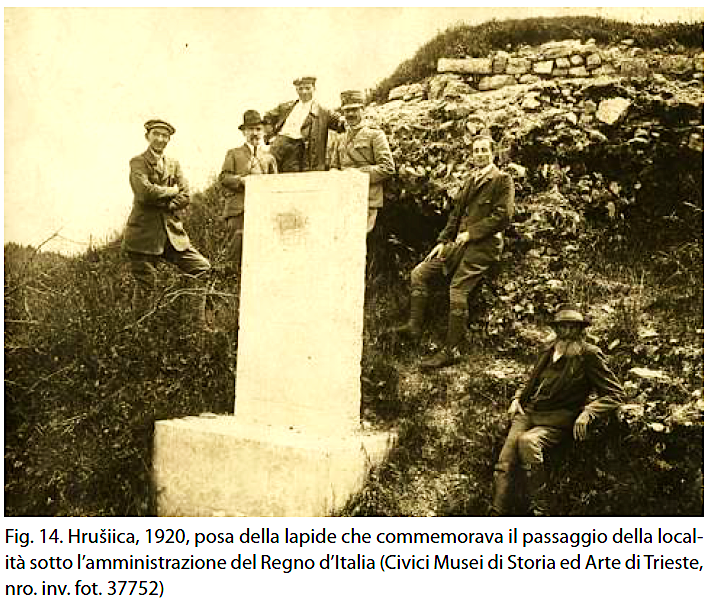 Fig. 14. Hrušiica, 1920, posa della lapide che commemorava il passaggio della local-
ità sotto l’amministrazione del Regno d’Italia (Civici Musei di Storia ed Arte di Trieste,
nro. inv. fot. 37752)